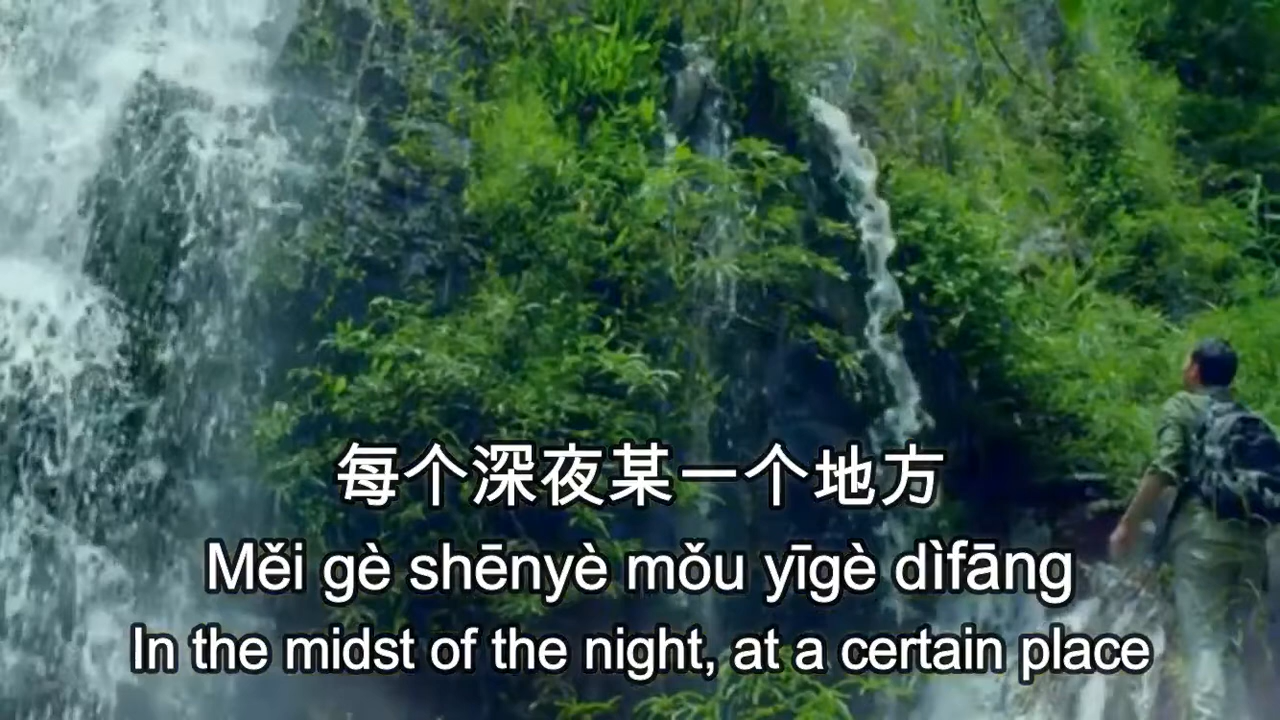 每个深夜某一个地方
Měi gè shēnyè mǒu yīgè dìfāng
In the midst of the night, at a certain place